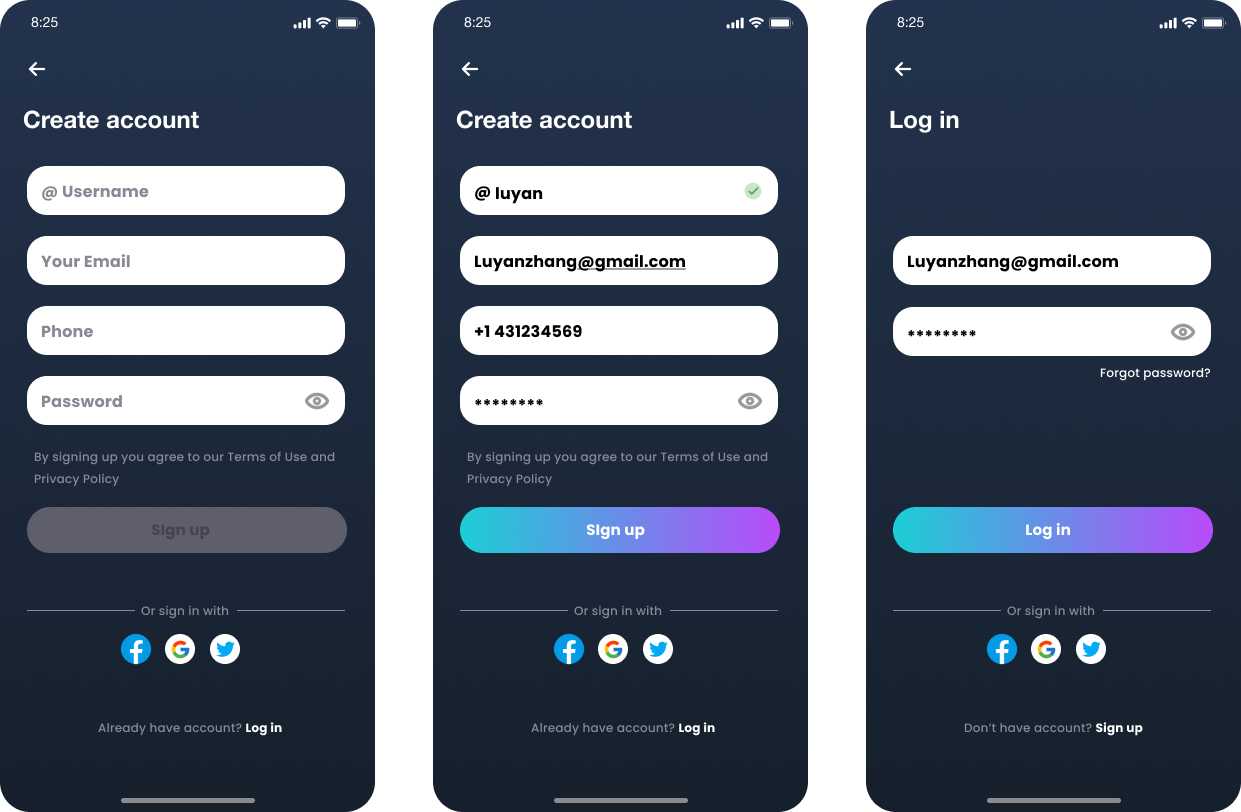 8:25
Create account
@ Username
Your Email
Phone
Password
By signing up you agree to our Terms of Use and
Privacy Policy
SIgn up
Or sign in with
Already have account? Log in
8:25
Create account
@ luyan
Luyanzhang@gmail.com
+1 431234569
********
By signing up you agree to our Terms of Use and
Privacy Policy
SIgn up
Or sign in with
Already have account? Log in
8:25
Log in
Luyanzhang@gmail.com
********
Forgot password?
Log in
Or sign in with
Don’t have account? Sign up